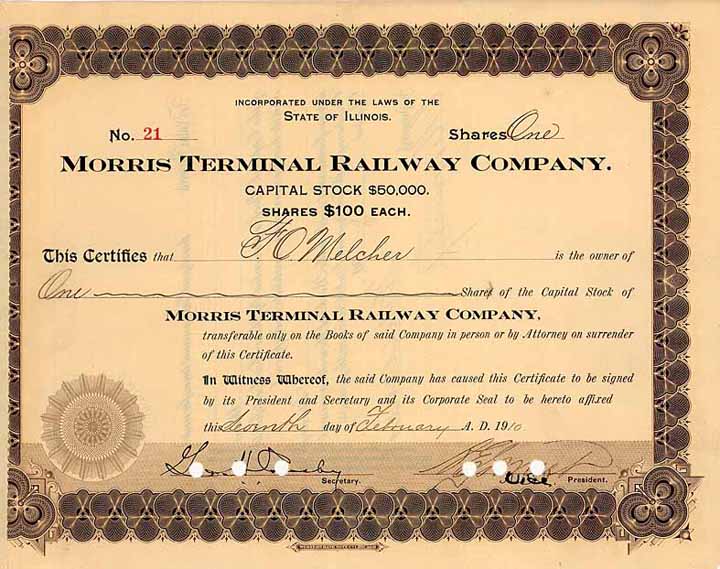 INCORPORATED UNDER THE LAWS OF THE
STATE OF ILLINOIS.
No. 21 Shares One
MORRIS TERMINAL RAILWAY COMPANY.
CAPITAL STOCK $50,000.
SHARES $100 EACH.
This Certifies that F. O. Melcher is the owner of
One Shares of the Capital Stock of
MORRIS TERMINAL RAILWAY COMPANY,
transferable only on the Books of said Company in person or by Attorney on surrender
of this Certificate.
In Witness Whereof, the said Company has caused this Certificate to be signed
by its President and Secretary and its Corporate Seal to be hereto affixed
this Seventh day of February A. D. 1910
Vice
Secretary. President.